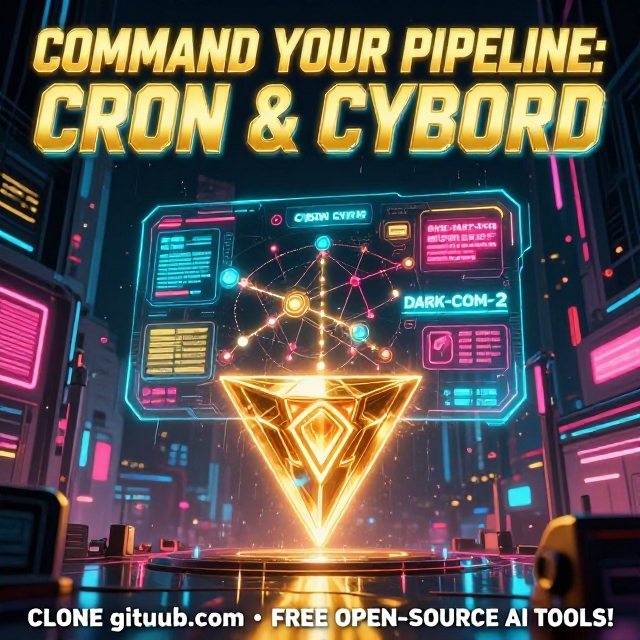 COMMAND YOUR PIPELINE:
CRON & CYBORD
DARK-COM-2
CLONE gituub.com • FREE OPEN-SOURCE AI TOOLS!